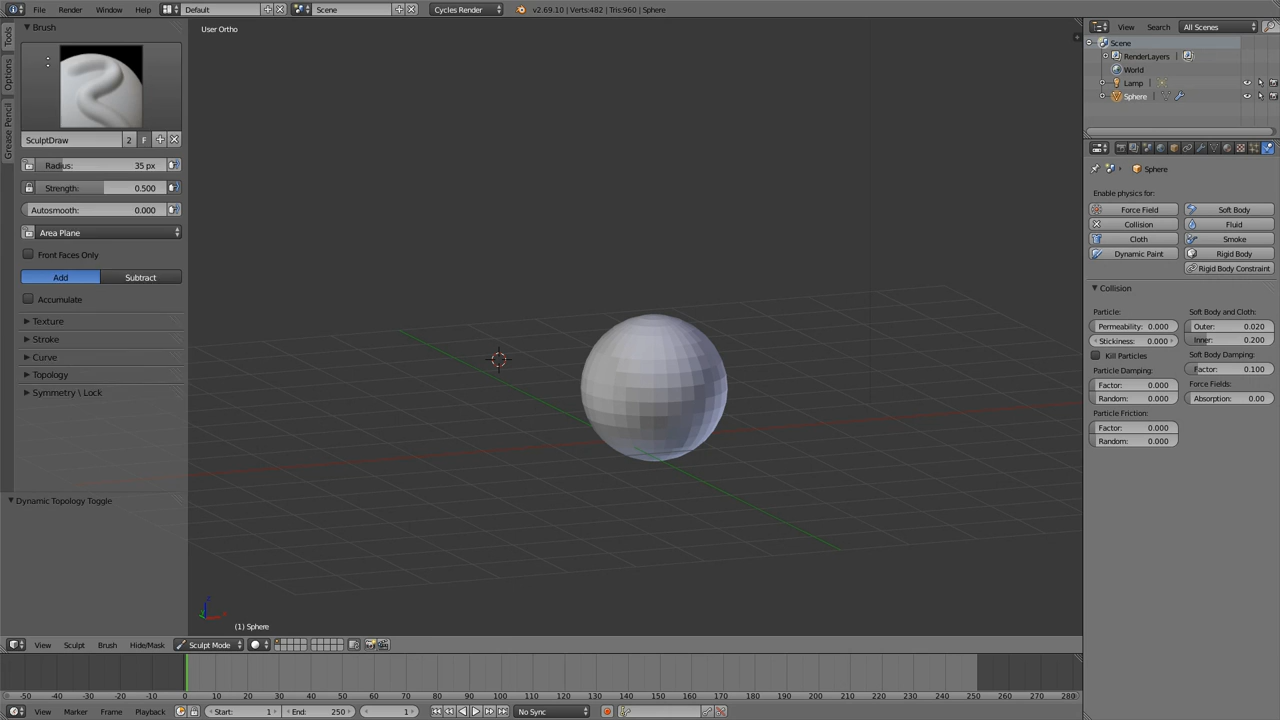 File Render Window Help Default Scene Cycles Render v2.69.10 | Verts:482 | Tris:960 | Sphere
Tools
Options
Grease Pencil
Brush
SculptDraw 2 F
Radius: 35 px
Strength: 0.500
Autosmooth: 0.000
Area Plane
Front Faces Only
Add Subtract
Accumulate
Texture
Stroke
Curve
Topology
Symmetry \ Lock
Dynamic Topology Toggle
User Ortho
(1) Sphere
View Search All Scenes
Scene
RenderLayers
World
Lamp
Sphere
Sphere
Enable physics for:
Force Field Soft Body
Collision Fluid
Cloth Smoke
Dynamic Paint Rigid Body
Rigid Body Constraint
Collision
Particle: Soft Body and Cloth:
Permeability: 0.000 Outer: 0.020
Stickiness: 0.000 Inner: 0.200
Kill Particles Soft Body Damping:
Particle Damping: Factor: 0.100
Factor: 0.000 Force Fields:
Random: 0.000 Absorption: 0.00
Particle Friction:
Factor: 0.000
Random: 0.000
View Sculpt Brush Hide/Mask Sculpt Mode
-50 -40 -30 -20 -10 0 10 20 30 40 50 60 70 80 90 100 110 120 130 140 150 160 170 180 190 200 210 220 230 240 250 260 270 280
View Marker Frame Playback Start: 1 End: 250 1 No Sync